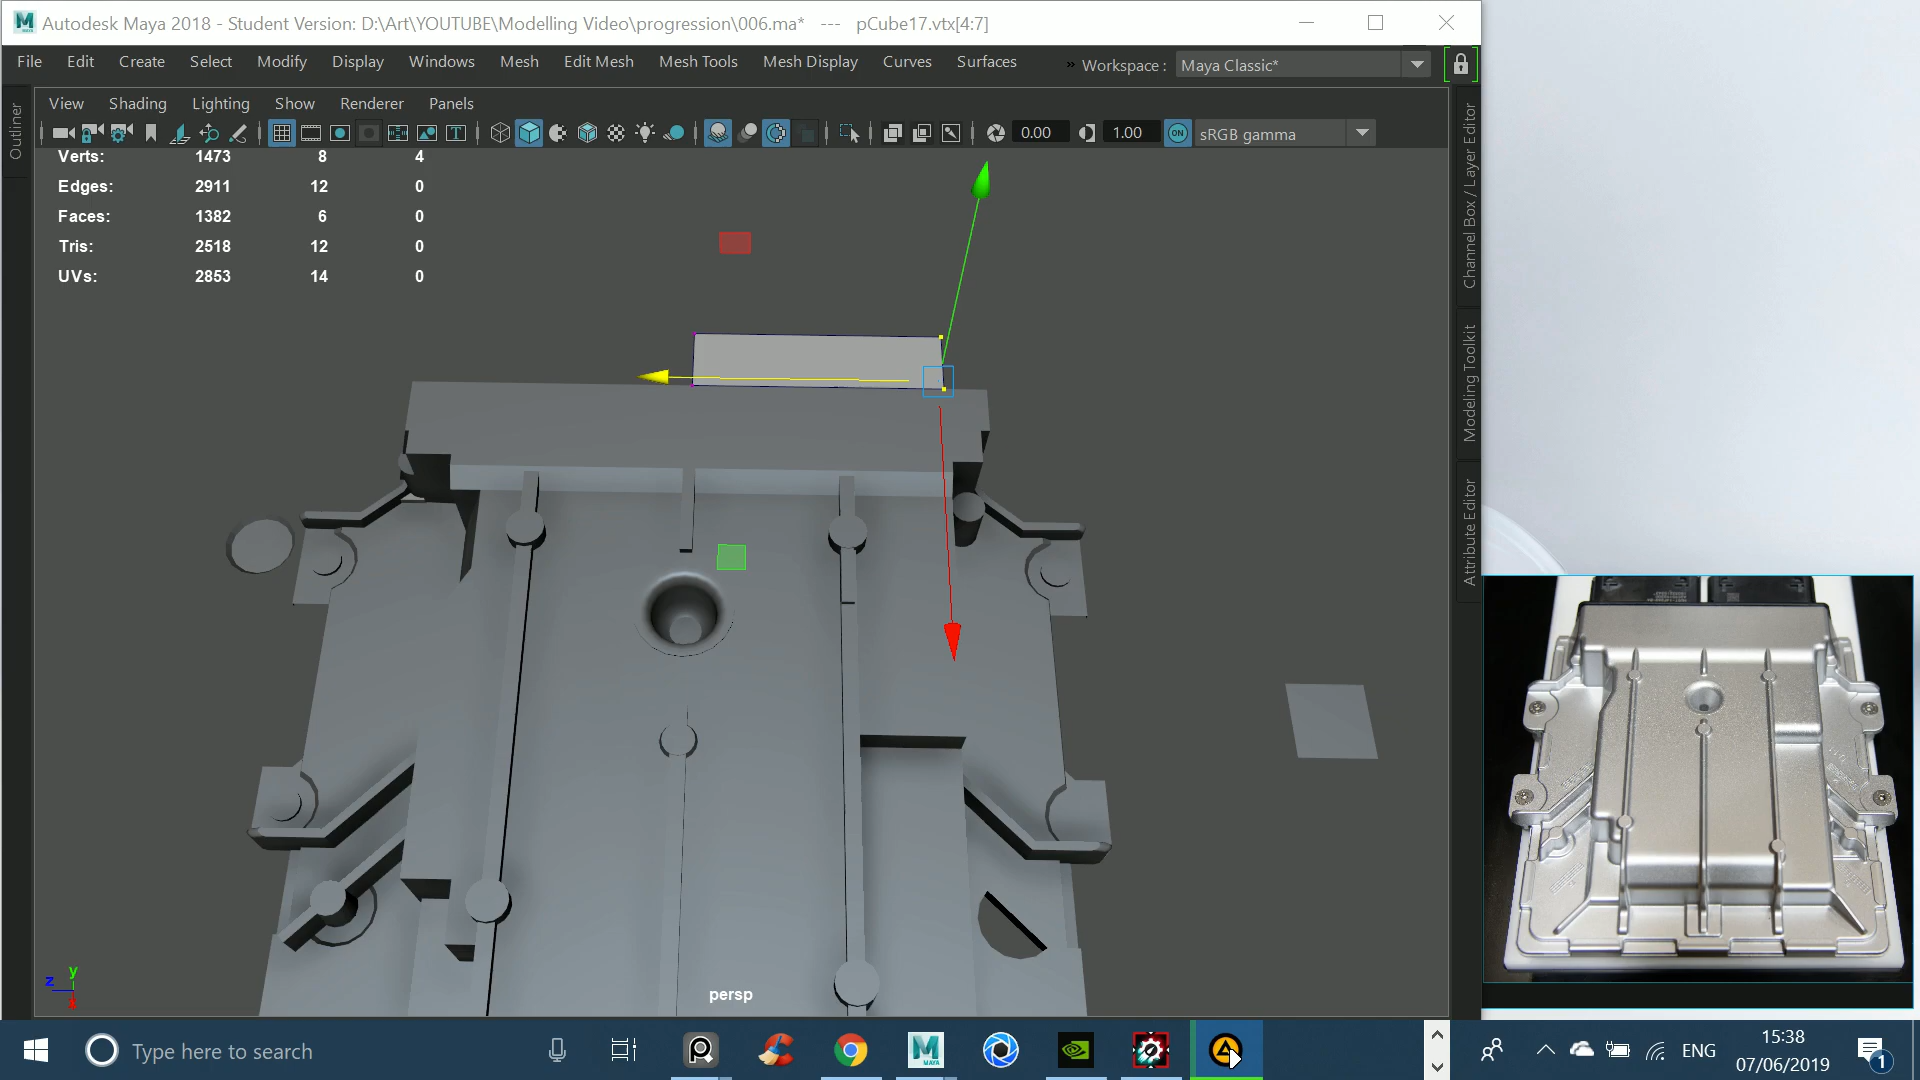 Autodesk Maya 2018 - Student Version: D:\Art\YOUTUBE\Modelling Video\progression\006.ma* --- pCube17.vtx[4:7]
File Edit Create Select Modify Display Windows Mesh Edit Mesh Mesh Tools Mesh Display Curves Surfaces » Workspace : Maya Classic*
View Shading Lighting Show Renderer Panels
0.00 1.00 ON sRGB gamma
Outliner
Verts: 1473 8 4
Edges: 2911 12 0
Faces: 1382 6 0
Tris: 2518 12 0
UVs: 2853 14 0
Channel Box / Layer Editor
Modeling Toolkit
Attribute Editor
y
z
x
persp
Type here to search
MAYA
ENG
15:38
07/06/2019
1